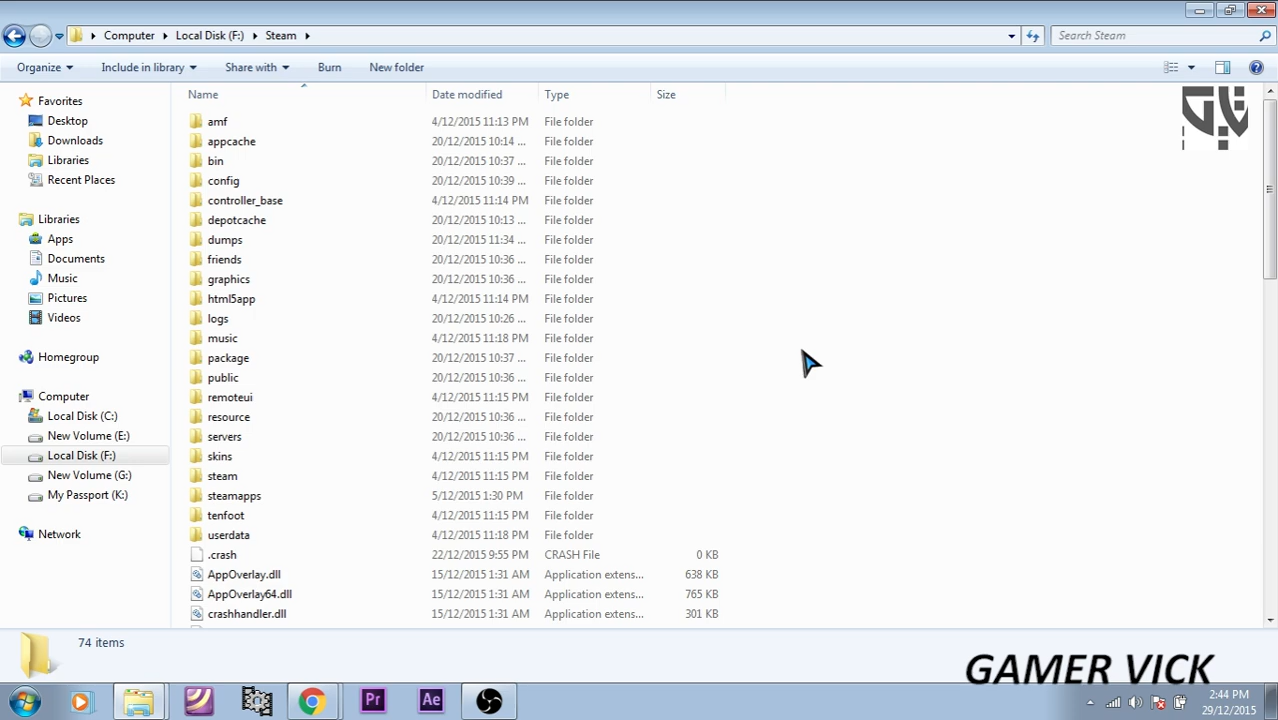 Computer Local Disk (F:) Steam Search Steam
Organize Include in library Share with Burn New folder
Name Date modified Type Size
Favorites
Desktop
Downloads
Libraries
Recent Places
Libraries
Apps
Documents
Music
Pictures
Videos
Homegroup
Computer
Local Disk (C:)
New Volume (E:)
Local Disk (F:)
New Volume (G:)
My Passport (K:)
Network
amf 4/12/2015 11:13 PM File folder
appcache 20/12/2015 10:14 ... File folder
bin 20/12/2015 10:37 ... File folder
config 20/12/2015 10:39 ... File folder
controller_base 4/12/2015 11:14 PM File folder
depotcache 20/12/2015 10:13 ... File folder
dumps 20/12/2015 11:34 ... File folder
friends 20/12/2015 10:36 ... File folder
graphics 20/12/2015 10:36 ... File folder
html5app 4/12/2015 11:14 PM File folder
logs 20/12/2015 10:26 ... File folder
music 4/12/2015 11:18 PM File folder
package 20/12/2015 10:37 ... File folder
public 20/12/2015 10:36 ... File folder
remoteui 4/12/2015 11:15 PM File folder
resource 20/12/2015 10:36 ... File folder
servers 20/12/2015 10:36 ... File folder
skins 4/12/2015 11:15 PM File folder
steam 4/12/2015 11:15 PM File folder
steamapps 5/12/2015 1:30 PM File folder
tenfoot 4/12/2015 11:15 PM File folder
userdata 4/12/2015 11:18 PM File folder
.crash 22/12/2015 9:55 PM CRASH File 0 KB
AppOverlay.dll 15/12/2015 1:31 AM Application extens... 638 KB
AppOverlay64.dll 15/12/2015 1:31 AM Application extens... 765 KB
crashhandler.dll 15/12/2015 1:31 AM Application extens... 301 KB
74 items
GAMER VICK
Pr Ae
2:44 PM
29/12/2015